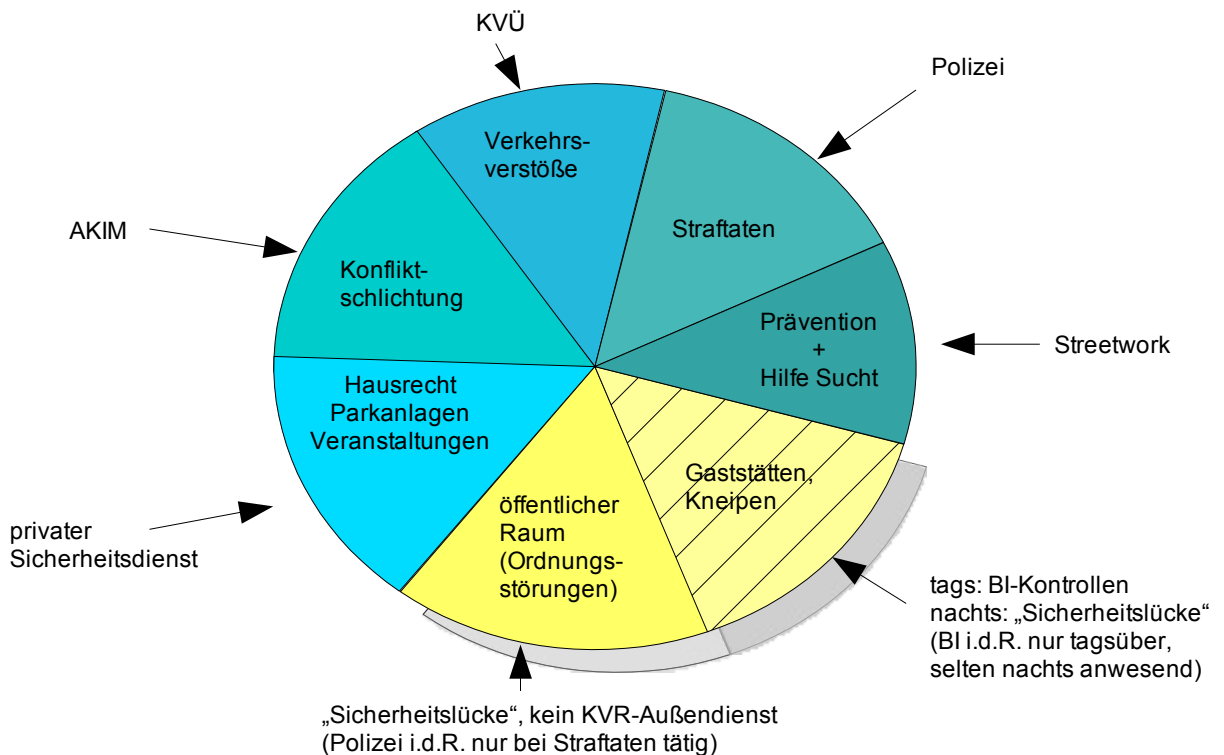 KVÜ
Polizei
Verkehrs-
verstöße
Straftaten
AKIM
Konflikt-
schlichtung
Prävention
+
Hilfe Sucht
Streetwork
Hausrecht
Parkanlagen
Veranstaltungen
Gaststätten,
Kneipen
öffentlicher
Raum
(Ordnungs-
störungen)
privater
Sicherheitsdienst
tags: BI-Kontrollen
nachts: „Sicherheitslücke“
(BI i.d.R. nur tagsüber,
selten nachts anwesend)
„Sicherheitslücke“, kein KVR-Außendienst
(Polizei i.d.R. nur bei Straftaten tätig)